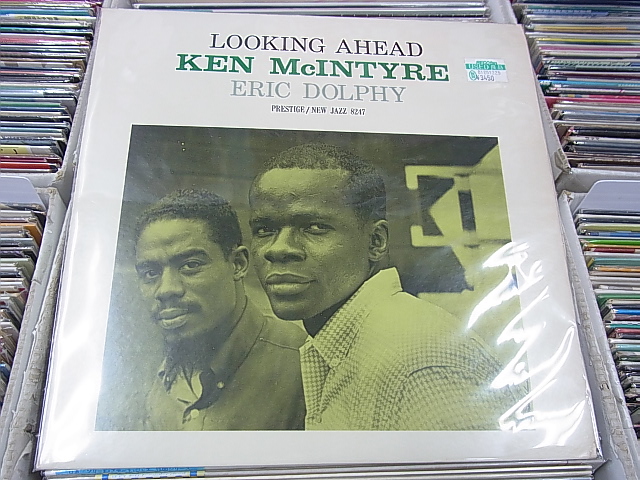 LOOKING AHEAD
KEN McINTYRE
ERIC DOLPHY
PRESTIGE / NEW JAZZ 8247